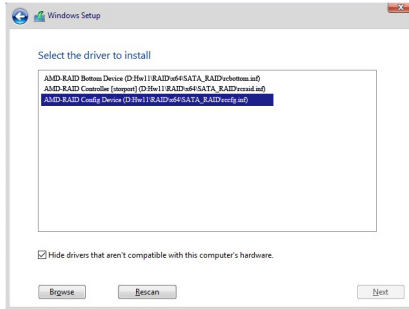 Windows Setup
Select the driver to install
AMD-RAID Bottom Device (D:\Hw11\RAID\x64\SATA_RAID\rcbottom.inf)
AMD-RAID Controller [storport] (D:\Hw11\RAID\x64\SATA_RAID\rcraid.inf)
AMD-RAID Config Device (D:\Hw11\RAID\x64\SATA_RAID\rccfg.inf)
Hide drivers that aren't compatible with this computer's hardware.
Browse
Rescan
Next